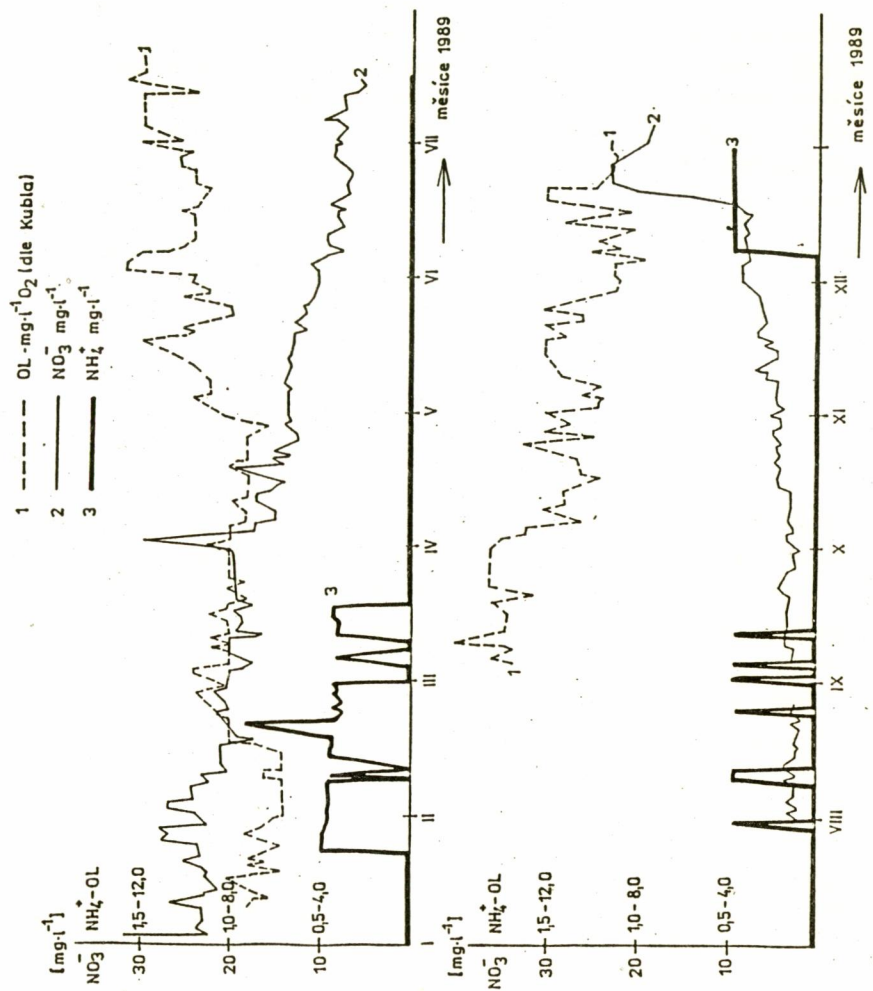 1 ----- OL-mg·l⁻¹O₂ (dle Kubla)
2 —— NO₃⁻ mg·l⁻¹
3 —— NH₄⁺ mg·l⁻¹
[mg·l⁻¹]
NO₃⁻ NH₄⁺-OL
30 1,5-12,0
20 1,0-8,0
10 0,5-4,0
1
2
3
I II III IV V VI VII
měsíce 1989
[mg·l⁻¹]
NO₃⁻ NH₄⁺-OL
30 1,5-12,0
20 1,0-8,0
10 0,5-4,0
1
1
2
3
VIII IX X XI XII I
měsíce 1989